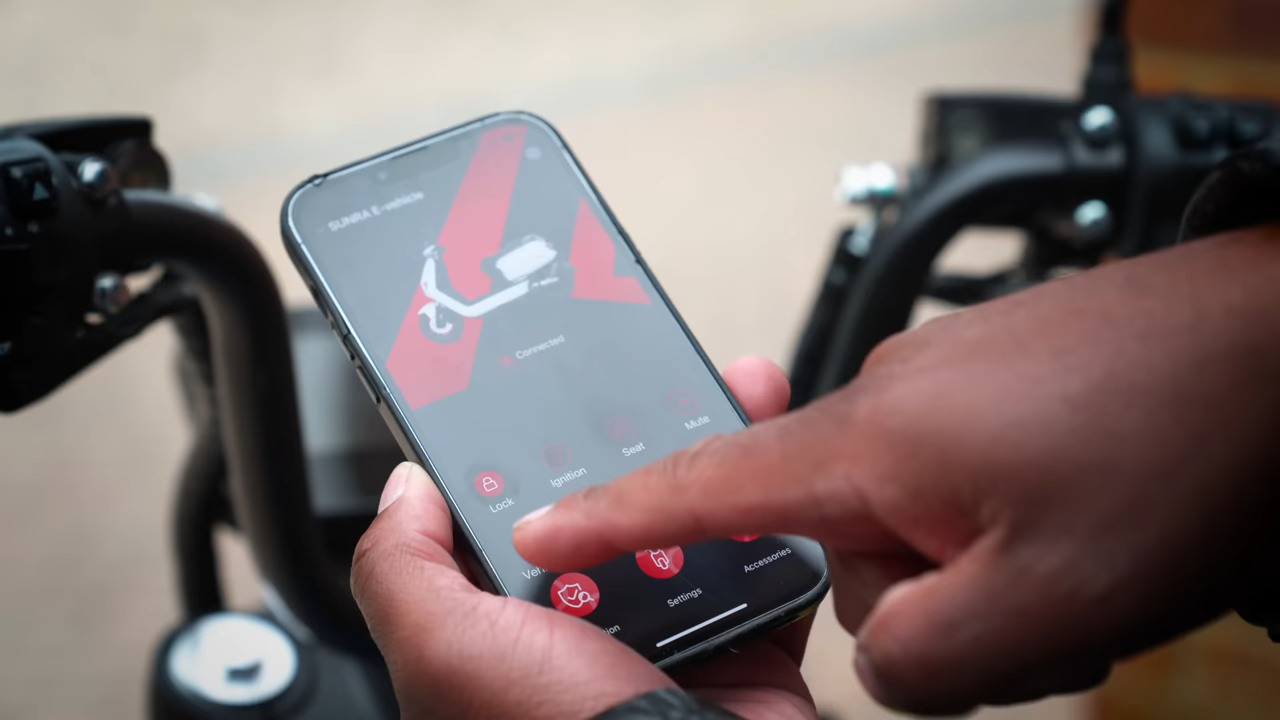 SUNRA E-vehicle
Connected
Lock
Ignition
Seat
Mute
Settings
Accessories